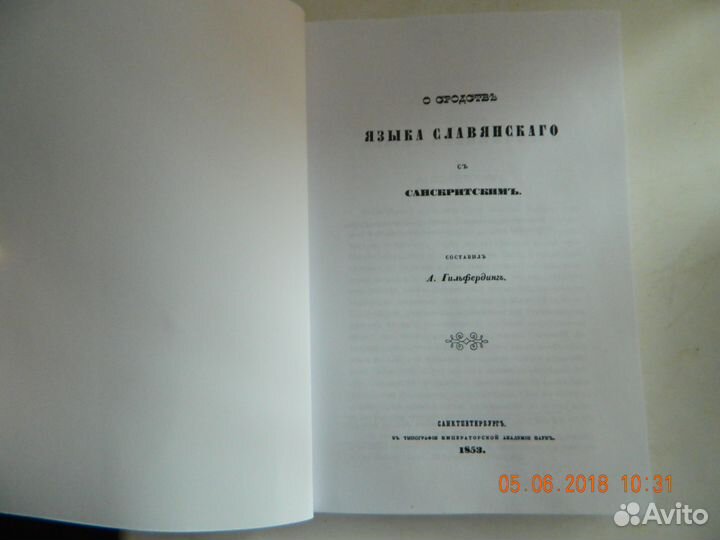 О СРОДСТВѢ
ЯЗЫКА СЛАВЯНСКАГО
СЪ
САНСКРИТСКИМЪ.
СОСТАВИЛЪ
А. Гильфердингъ.
САНКТПЕТЕРБУРГЪ.
ВЪ ТИПОГРАФІИ ИМПЕРАТОРСКОЙ АКАДЕМІИ НАУКЪ.
1853.
05.06.2018 10:31
Avito